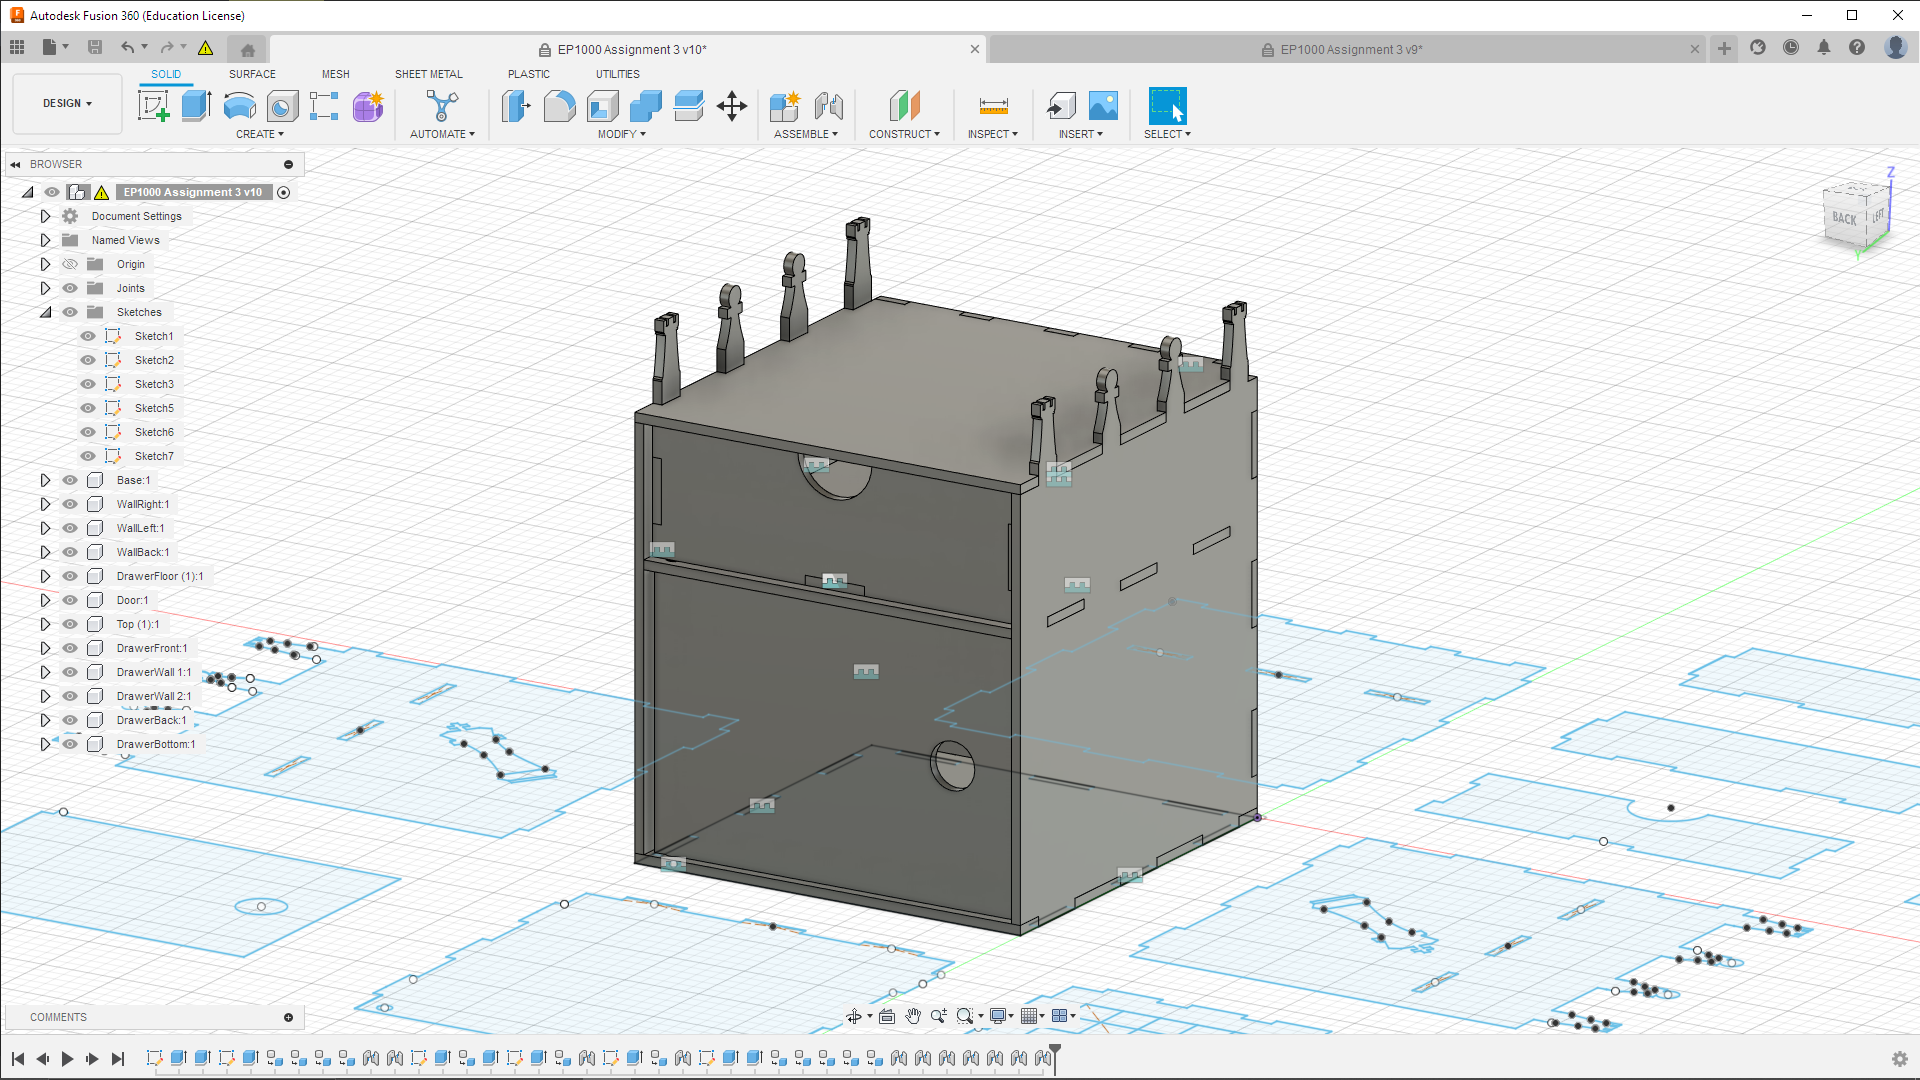 Autodesk Fusion 360 (Education License)
EP1000 Assignment 3 v10*
EP1000 Assignment 3 v9*
SOLID
SURFACE
MESH
SHEET METAL
PLASTIC
UTILITIES
DESIGN
CREATE
AUTOMATE
MODIFY
ASSEMBLE
CONSTRUCT
INSPECT
INSERT
SELECT
BROWSER
EP1000 Assignment 3 v10
Document Settings
Named Views
Origin
Joints
Sketches
Sketch1
Sketch2
Sketch3
Sketch5
Sketch6
Sketch7
Base:1
WallRight:1
WallLeft:1
WallBack:1
DrawerFloor (1):1
Door:1
Top (1):1
DrawerFront:1
DrawerWall 1:1
DrawerWall 2:1
DrawerBack:1
DrawerBottom:1
Z
BACK
LEFT
Y
COMMENTS